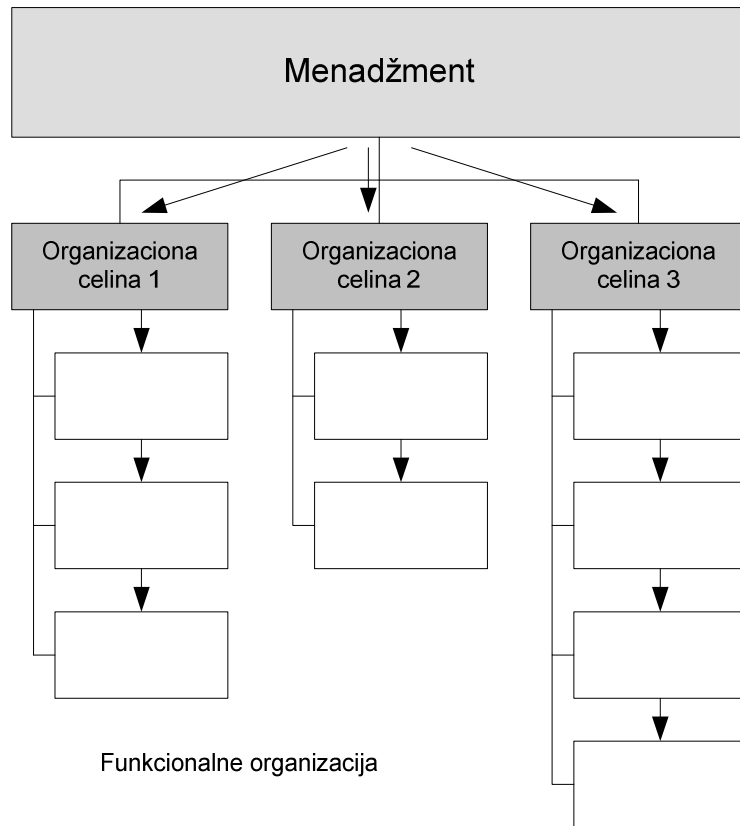 Menadžment
Organizaciona
celina 1
Organizaciona
celina 2
Organizaciona
celina 3
Funkcionalne organizacija